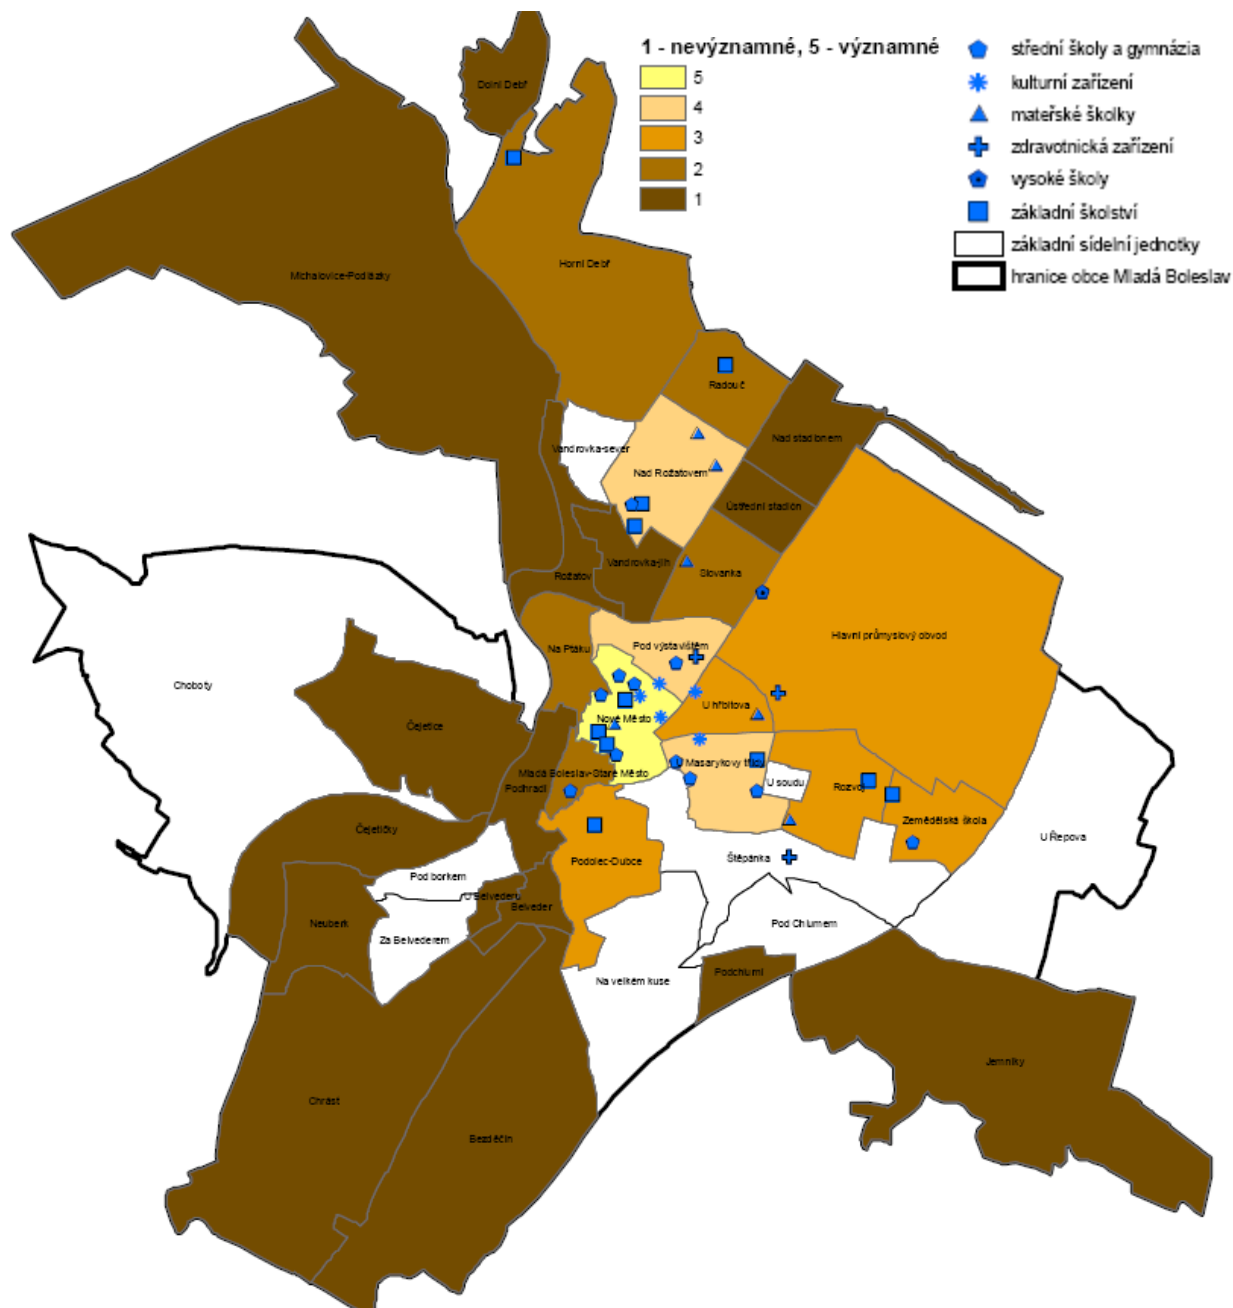 1 - nevýznamné, 5 - významné
5
4
3
2
1
střední školy a gymnázia
kulturní zařízení
mateřské školky
zdravotnická zařízení
vysoké školy
základní školství
základní sídelní jednotky
hranice obce Mladá Boleslav
Dolní Debř
Horní Debř
Michalovice-Podlázky
Radouč
Nad stadionem
Vandrovka-sever
Nad Rožatovem
Ústřední stadión
Vandrovka-jih
Rožatov
Slovanka
Hlavní průmyslový obvod
Na Ptáku
Pod výstavištěm
Choboty
Čejetice
Nové Město
U hřbitova
Mladá Boleslav-Staré Město
U Masarykovy třídy
U soudu
Podhradí
Rozvoj
Zemědělská škola
Čejetičky
U Řepova
Podolec-Dubce
Štěpánka
Pod borkem
U Belvederu
Belveder
Neuberk
Za Belvederem
Pod Chlumem
Na velkém kuse
Podchlumí
Jemníky
Chrást
Bezděčín